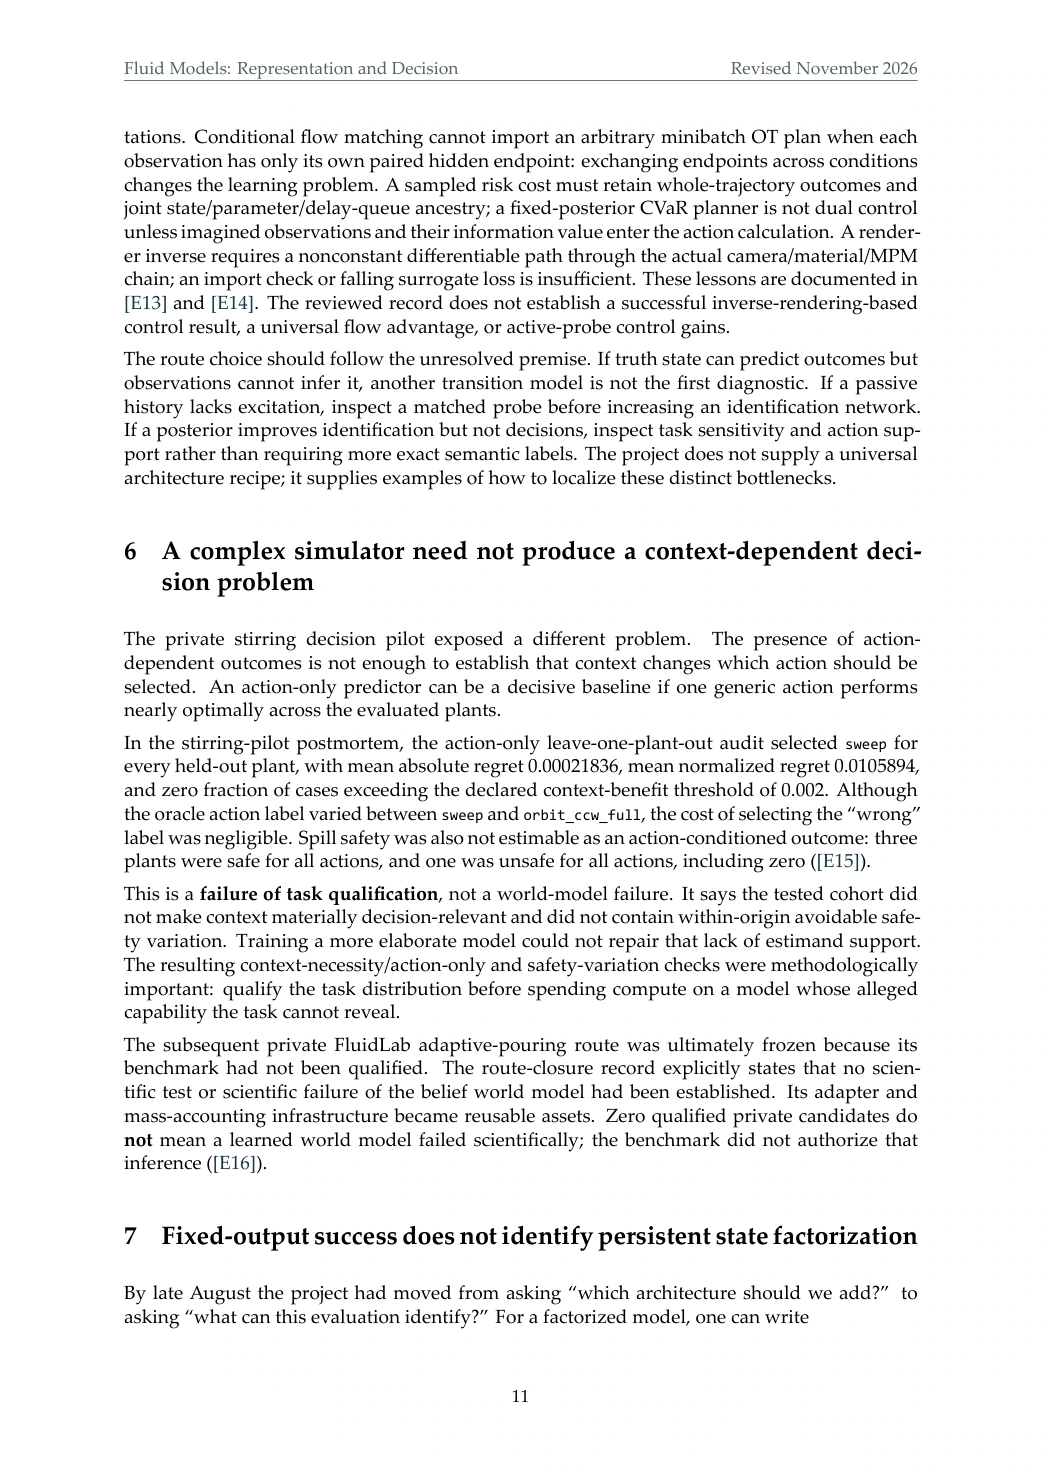 Fluid Models: Representation and Decision Revised November 2026
tations. Conditional flow matching cannot import an arbitrary minibatch OT plan when each
observation has only its own paired hidden endpoint: exchanging endpoints across conditions
changes the learning problem. A sampled risk cost must retain whole-trajectory outcomes and
joint state/parameter/delay-queue ancestry; a fixed-posterior CVaR planner is not dual control
unless imagined observations and their information value enter the action calculation. A render-
er inverse requires a nonconstant differentiable path through the actual camera/material/MPM
chain; an import check or falling surrogate loss is insufficient. These lessons are documented in
[E13] and [E14]. The reviewed record does not establish a successful inverse-rendering-based
control result, a universal flow advantage, or active-probe control gains.
The route choice should follow the unresolved premise. If truth state can predict outcomes but
observations cannot infer it, another transition model is not the first diagnostic. If a passive
history lacks excitation, inspect a matched probe before increasing an identification network.
If a posterior improves identification but not decisions, inspect task sensitivity and action sup-
port rather than requiring more exact semantic labels. The project does not supply a universal
architecture recipe; it supplies examples of how to localize these distinct bottlenecks.
6 A complex simulator need not produce a context-dependent deci-
sion problem
The private stirring decision pilot exposed a different problem. The presence of action-
dependent outcomes is not enough to establish that context changes which action should be
selected. An action-only predictor can be a decisive baseline if one generic action performs
nearly optimally across the evaluated plants.
In the stirring-pilot postmortem, the action-only leave-one-plant-out audit selected sweep for
every held-out plant, with mean absolute regret 0.00021836, mean normalized regret 0.0105894,
and zero fraction of cases exceeding the declared context-benefit threshold of 0.002. Although
the oracle action label varied between sweep and orbit_ccw_full, the cost of selecting the “wrong”
label was negligible. Spill safety was also not estimable as an action-conditioned outcome: three
plants were safe for all actions, and one was unsafe for all actions, including zero ([E15]).
This is a failure of task qualification, not a world-model failure. It says the tested cohort did
not make context materially decision-relevant and did not contain within-origin avoidable safe-
ty variation. Training a more elaborate model could not repair that lack of estimand support.
The resulting context-necessity/action-only and safety-variation checks were methodologically
important: qualify the task distribution before spending compute on a model whose alleged
capability the task cannot reveal.
The subsequent private FluidLab adaptive-pouring route was ultimately frozen because its
benchmark had not been qualified. The route-closure record explicitly states that no scien-
tific test or scientific failure of the belief world model had been established. Its adapter and
mass-accounting infrastructure became reusable assets. Zero qualified private candidates do
not mean a learned world model failed scientifically; the benchmark did not authorize that
inference ([E16]).
7 Fixed-output success does not identify persistent state factorization
By late August the project had moved from asking “which architecture should we add?” to
asking “what can this evaluation identify?” For a factorized model, one can write
11